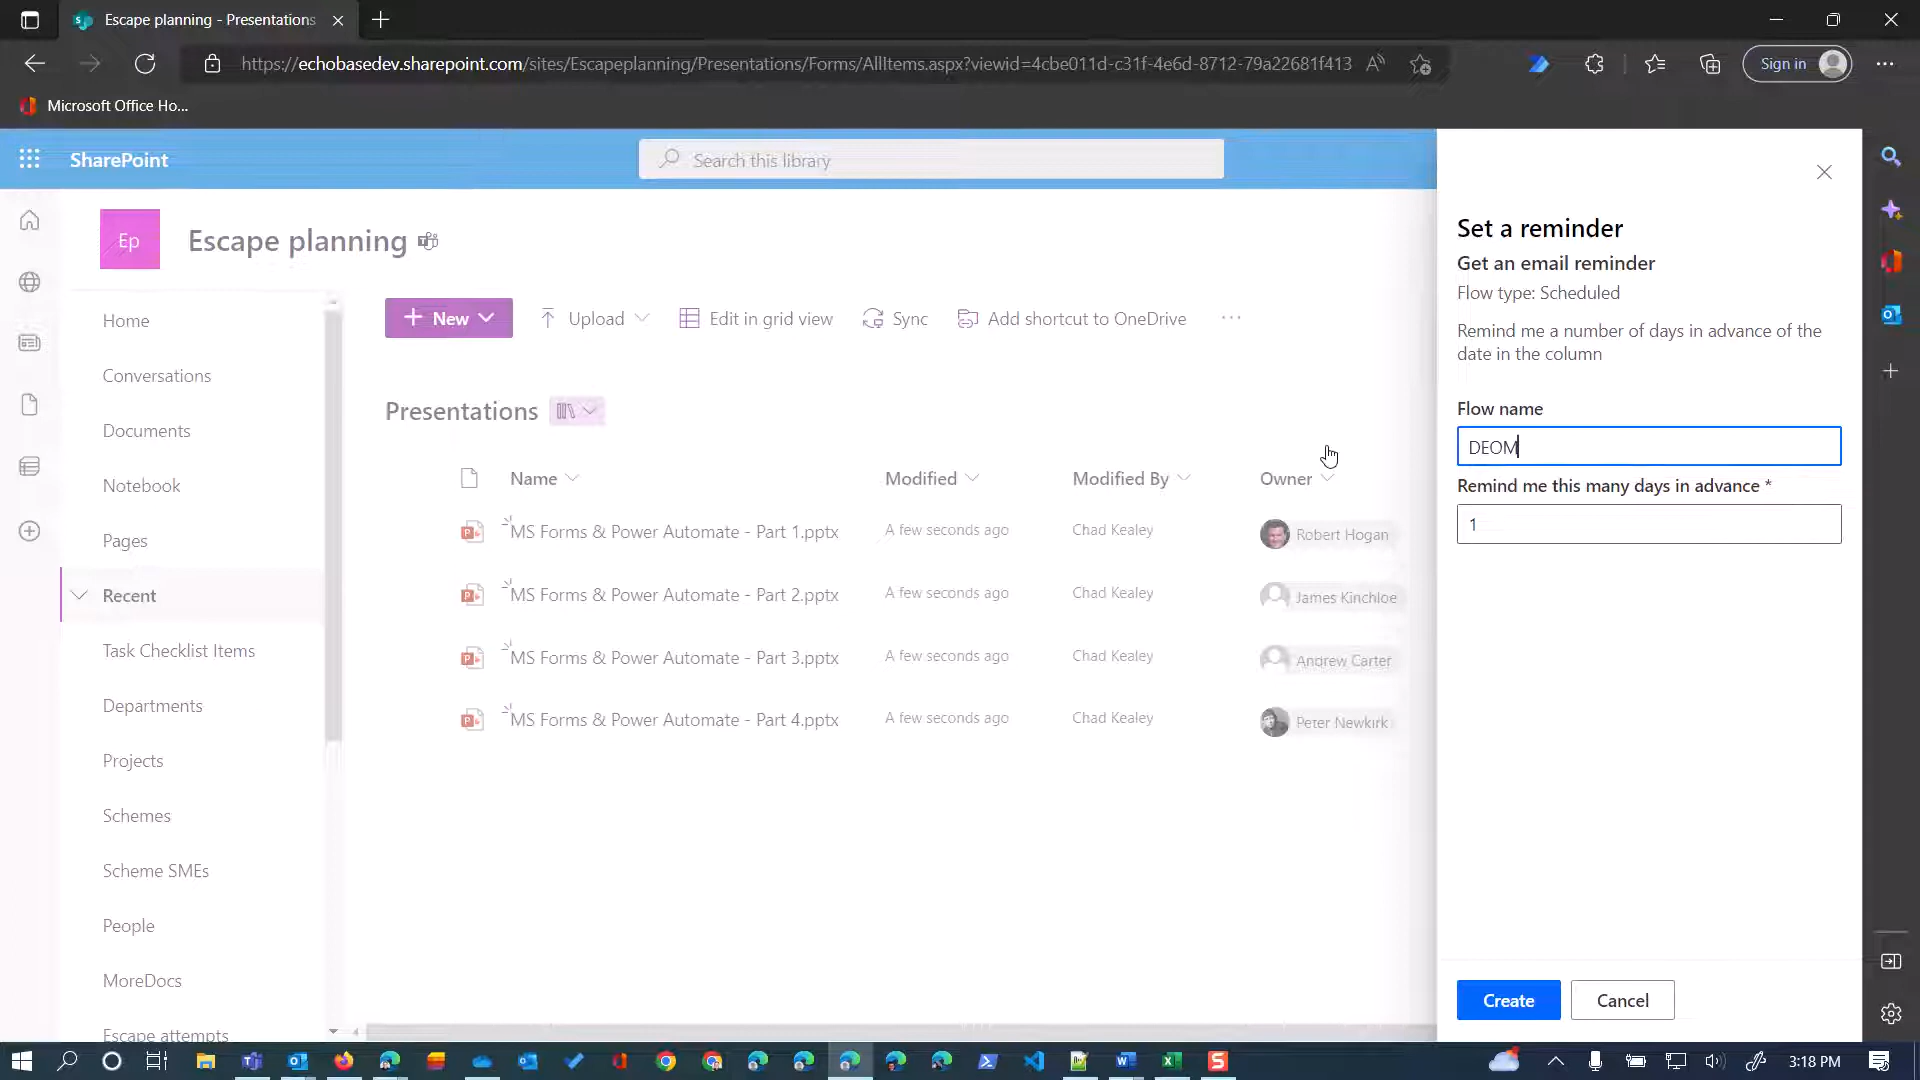 Escape planning - Presentations
https://echobasedev.sharepoint.com/sites/Escapeplanning/Presentations/Forms/AllItems.aspx?viewid=4cbe011d-c31f-4e6d-8712-79a22681f413
Sign in
Microsoft Office Ho...
SharePoint
Search this library
Ep
Escape planning
Home
Conversations
Documents
Notebook
Pages
Recent
Task Checklist Items
Departments
Projects
Schemes
Scheme SMEs
People
MoreDocs
Escape attempts
New
Upload
Edit in grid view
Sync
Add shortcut to OneDrive
Presentations
Name Modified Modified By Owner
MS Forms & Power Automate - Part 1.pptx A few seconds ago Chad Kealey Robert Hogan
MS Forms & Power Automate - Part 2.pptx A few seconds ago Chad Kealey James Kinchloe
MS Forms & Power Automate - Part 3.pptx A few seconds ago Chad Kealey Andrew Carter
MS Forms & Power Automate - Part 4.pptx A few seconds ago Chad Kealey Peter Newkirk
Set a reminder
Get an email reminder
Flow type: Scheduled
Remind me a number of days in advance of the
date in the column
Flow name
DEOM
Remind me this many days in advance *
1
Create
Cancel
3:18 PM